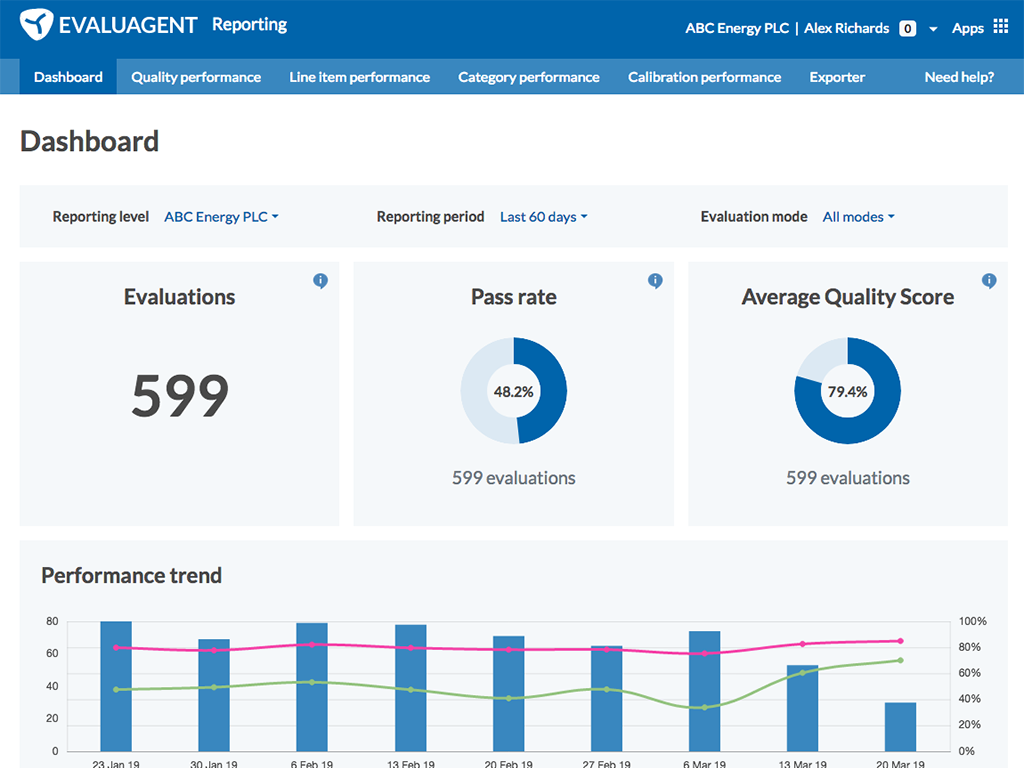 EVALUAGENT Reporting ABC Energy PLC | Alex Richards 0 Apps
Dashboard Quality performance Line item performance Category performance Calibration performance Exporter Need help?
Dashboard
Reporting level ABC Energy PLC Reporting period Last 60 days Evaluation mode All modes
Evaluations
599
Pass rate
48.2%
599 evaluations
Average Quality Score
79.4%
599 evaluations
Performance trend
80 100%
80%
60
60%
40
40%
20
20%
0 0%
23 Jan 19 30 Jan 19 6 Feb 19 13 Feb 19 20 Feb 19 27 Feb 19 6 Mar 19 13 Mar 19 20 Mar 19